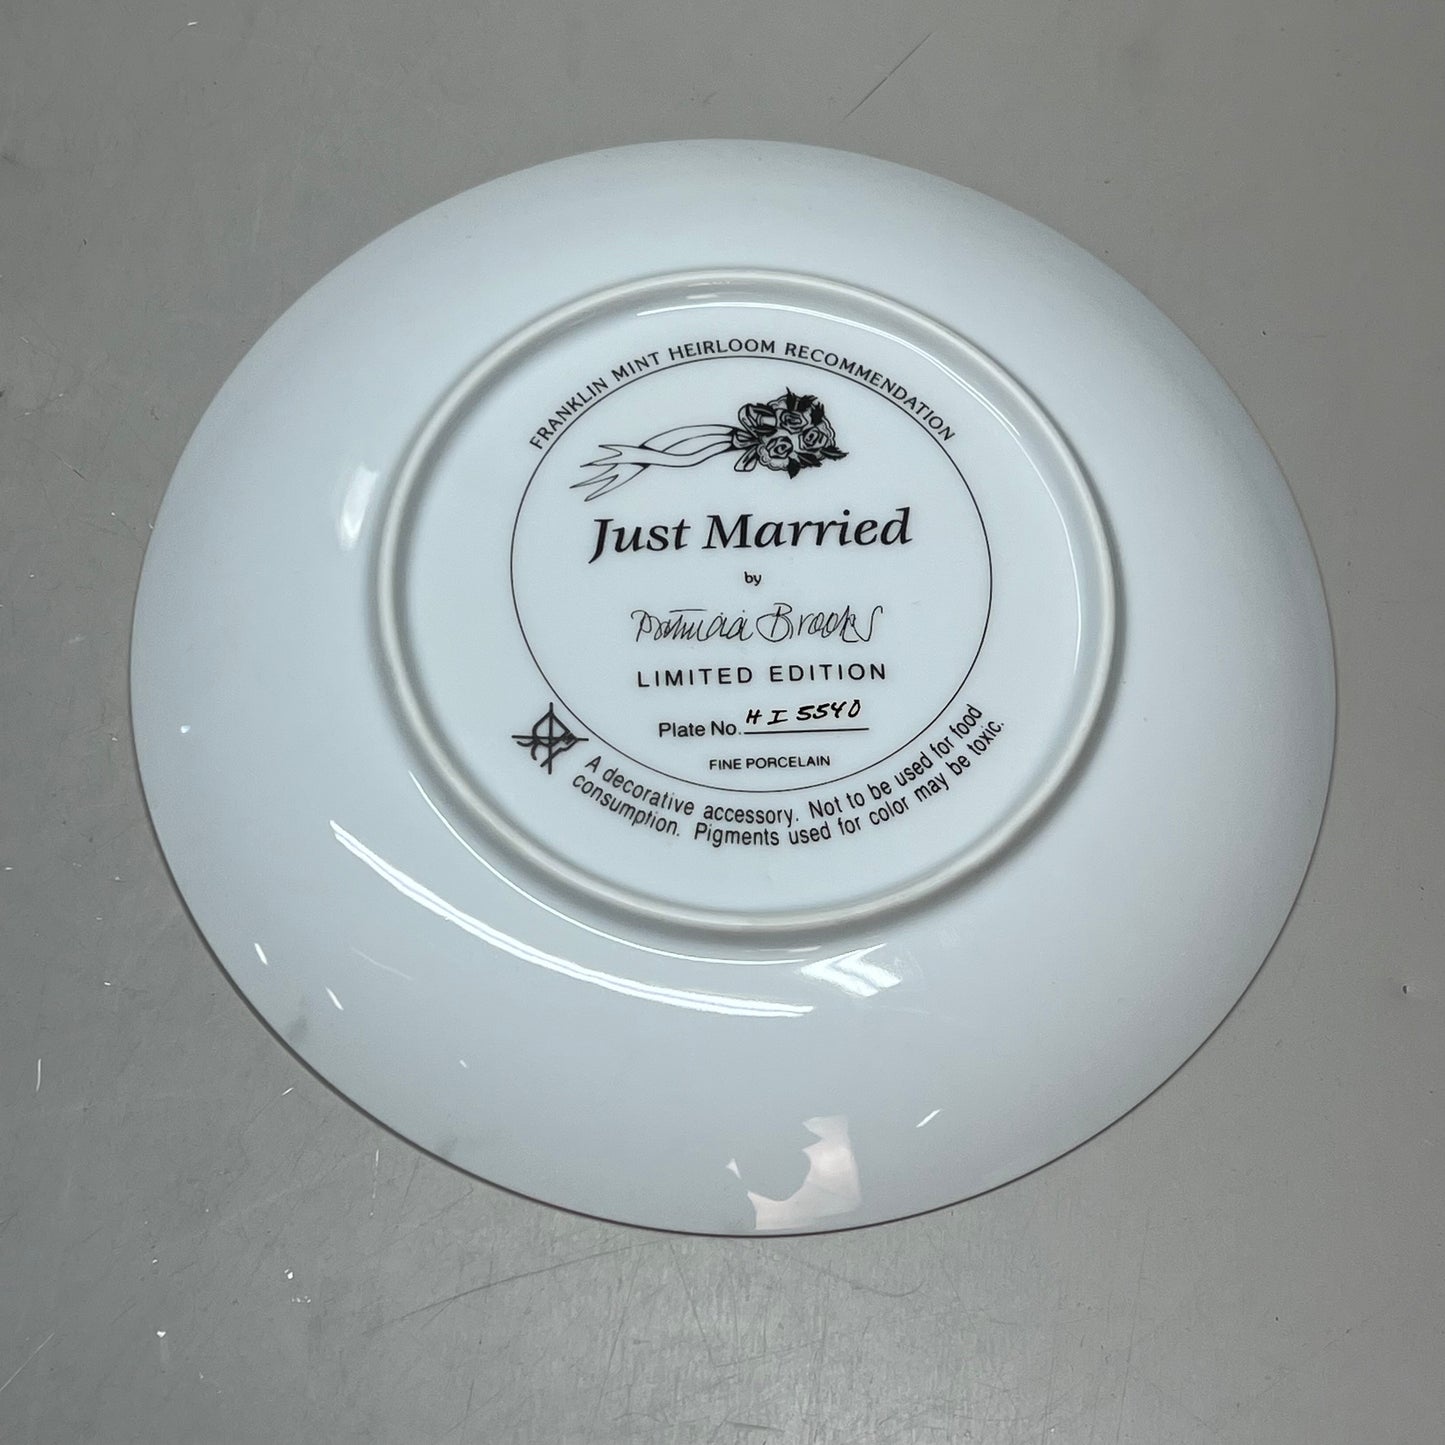 FRANKLIN MINT HEIRLOOM RECOMMENDATION
Just Married
by
Patricia Brooks
LIMITED EDITION
Plate No. HI5540
FINE PORCELAIN
A decorative accessory. Not to be used for food
consumption. Pigments used for color may be toxic.